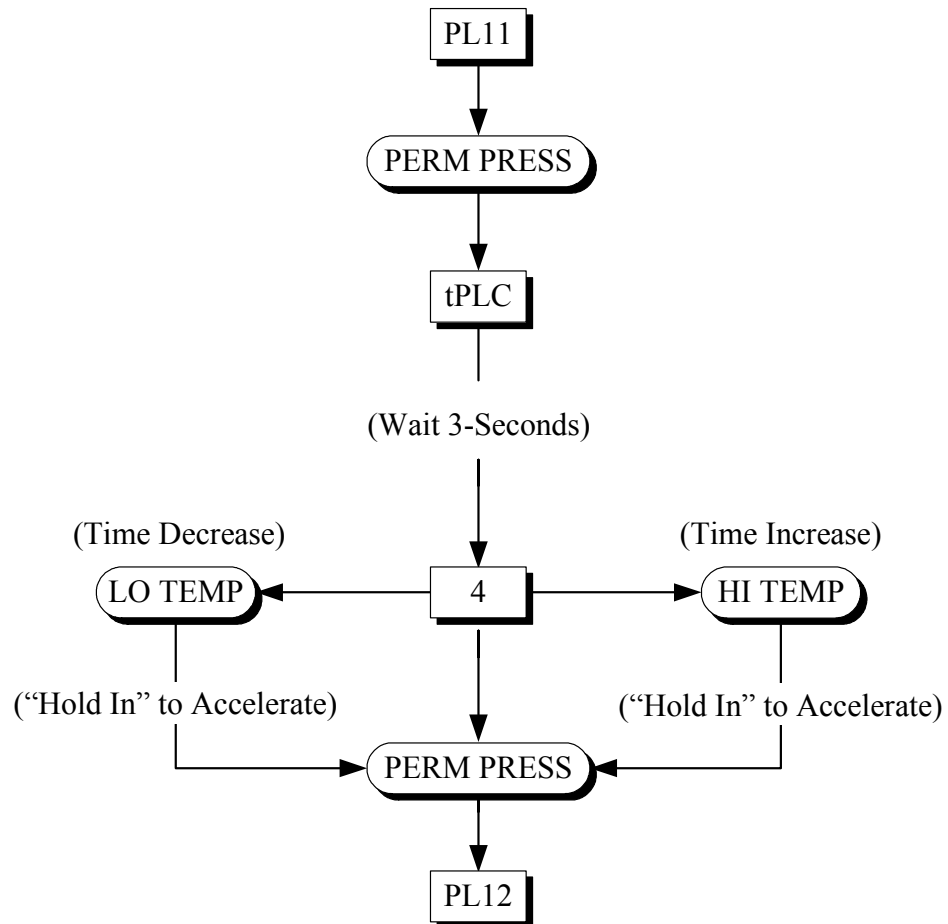 PL11
PERM PRESS
tPLC
(Wait 3-Seconds)
(Time Decrease)
(Time Increase)
LO TEMP
4
HI TEMP
(“Hold In” to Accelerate)
(“Hold In” to Accelerate)
PERM PRESS
PL12